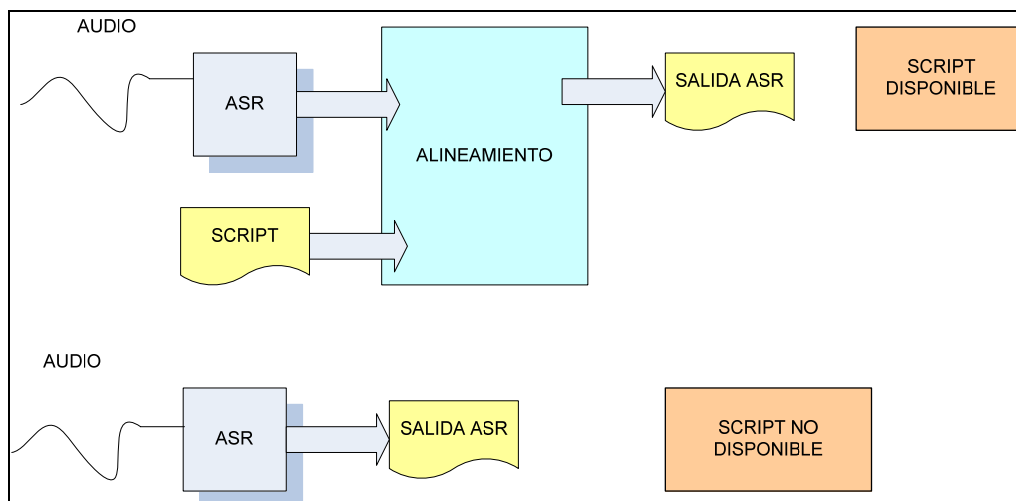 AUDIO
ASR
ALINEAMIENTO
SALIDA ASR
SCRIPT
DISPONIBLE
SCRIPT
AUDIO
ASR
SALIDA ASR
SCRIPT NO
DISPONIBLE